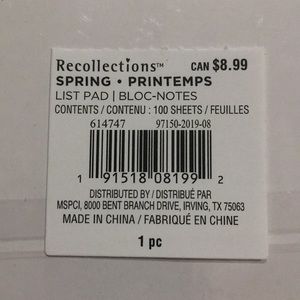 Recollections™ CAN $8.99
SPRING • PRINTEMPS
LIST PAD | BLOC-NOTES
CONTENTS / CONTENU : 100 SHEETS / FEUILLES
614747 97150-2019-08
1 91518 08199 2
DISTRIBUTED BY / DISTRIBUÉ PAR
MSPCI, 8000 BENT BRANCH DRIVE, IRVING, TX 75063
MADE IN CHINA / FABRIQUÉ EN CHINE
1 pc